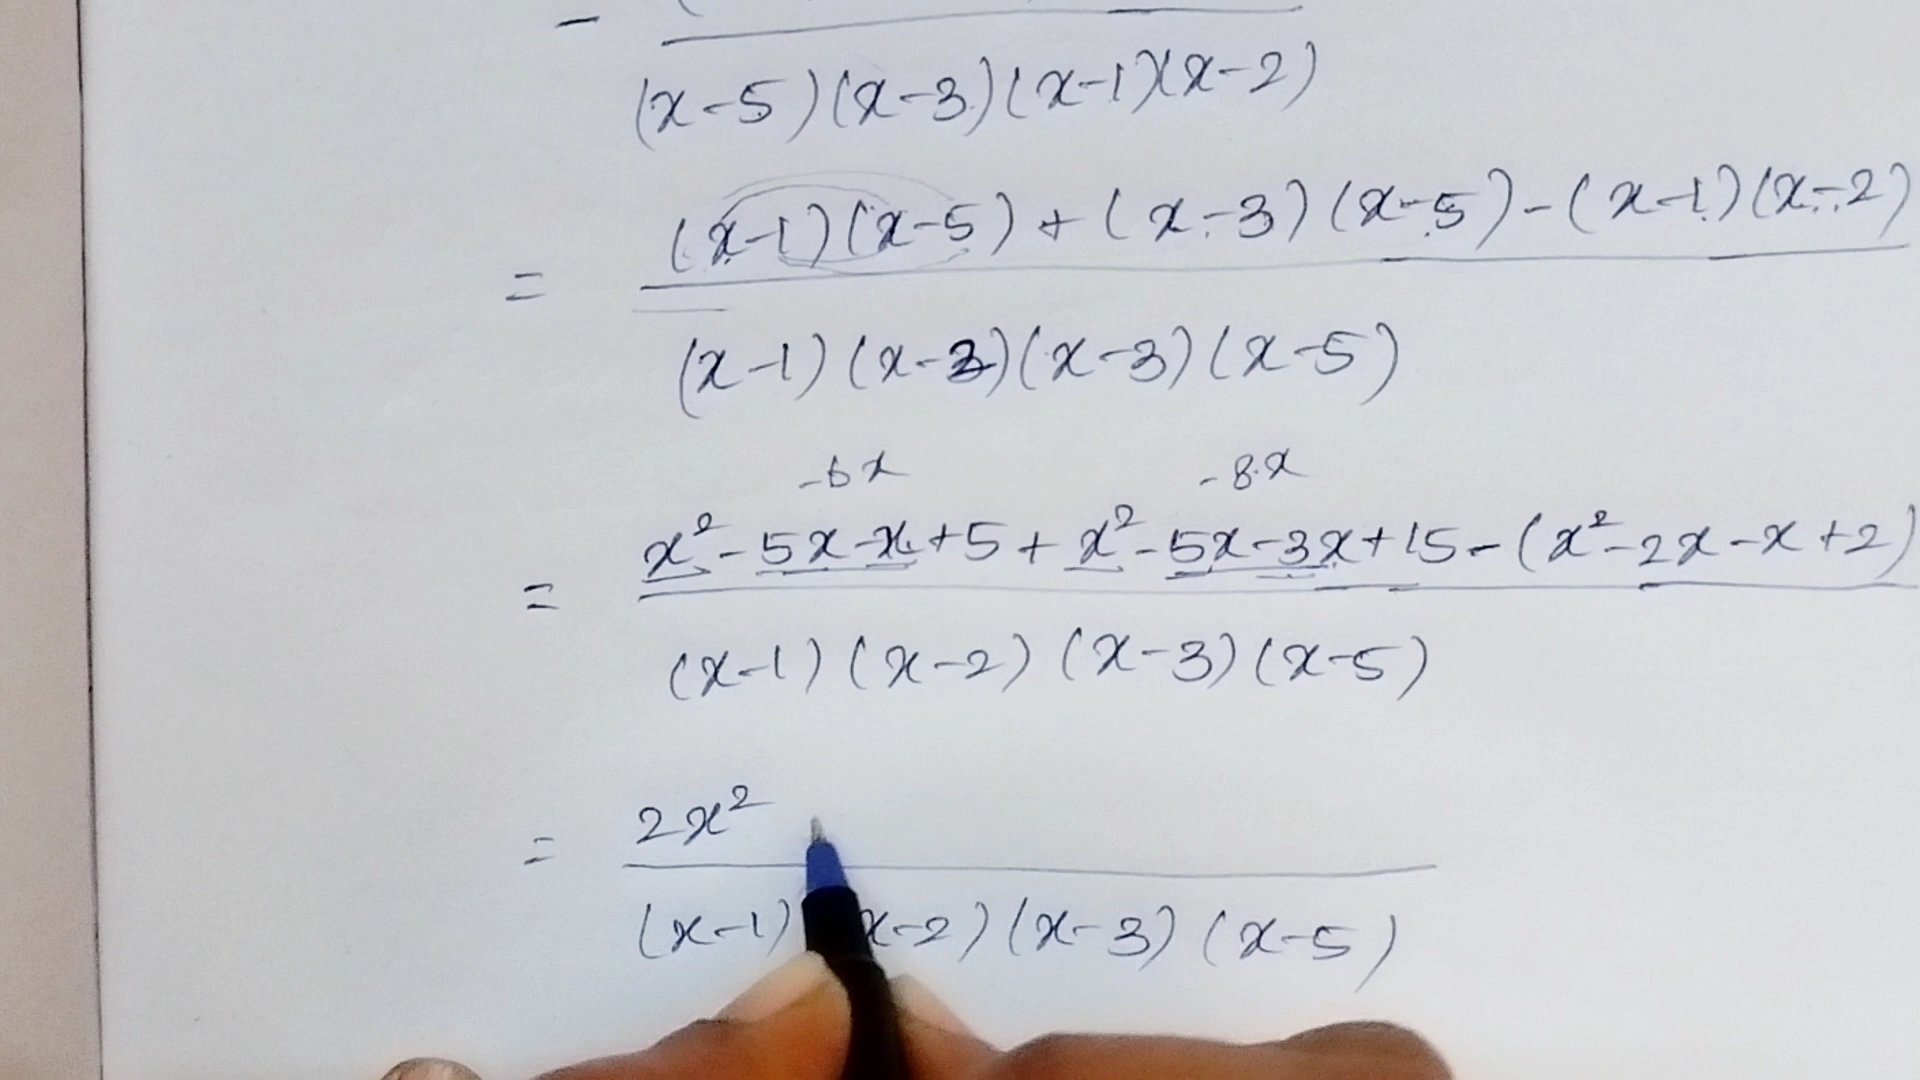 -
(x-5)(x-3)(x-1)(x-2)
(x-1)(x-5)+(x-3)(x-5)-(x-1)(x-2)
=
(x-1)(x-2)(x-3)(x-5)
-6x -8x
x²-5x-x+5+x²-5x-3x+15-(x²-2x-x+2)
=
(x-1)(x-2)(x-3)(x-5)
2x²
=
(x-1) x-2)(x-3)(x-5)